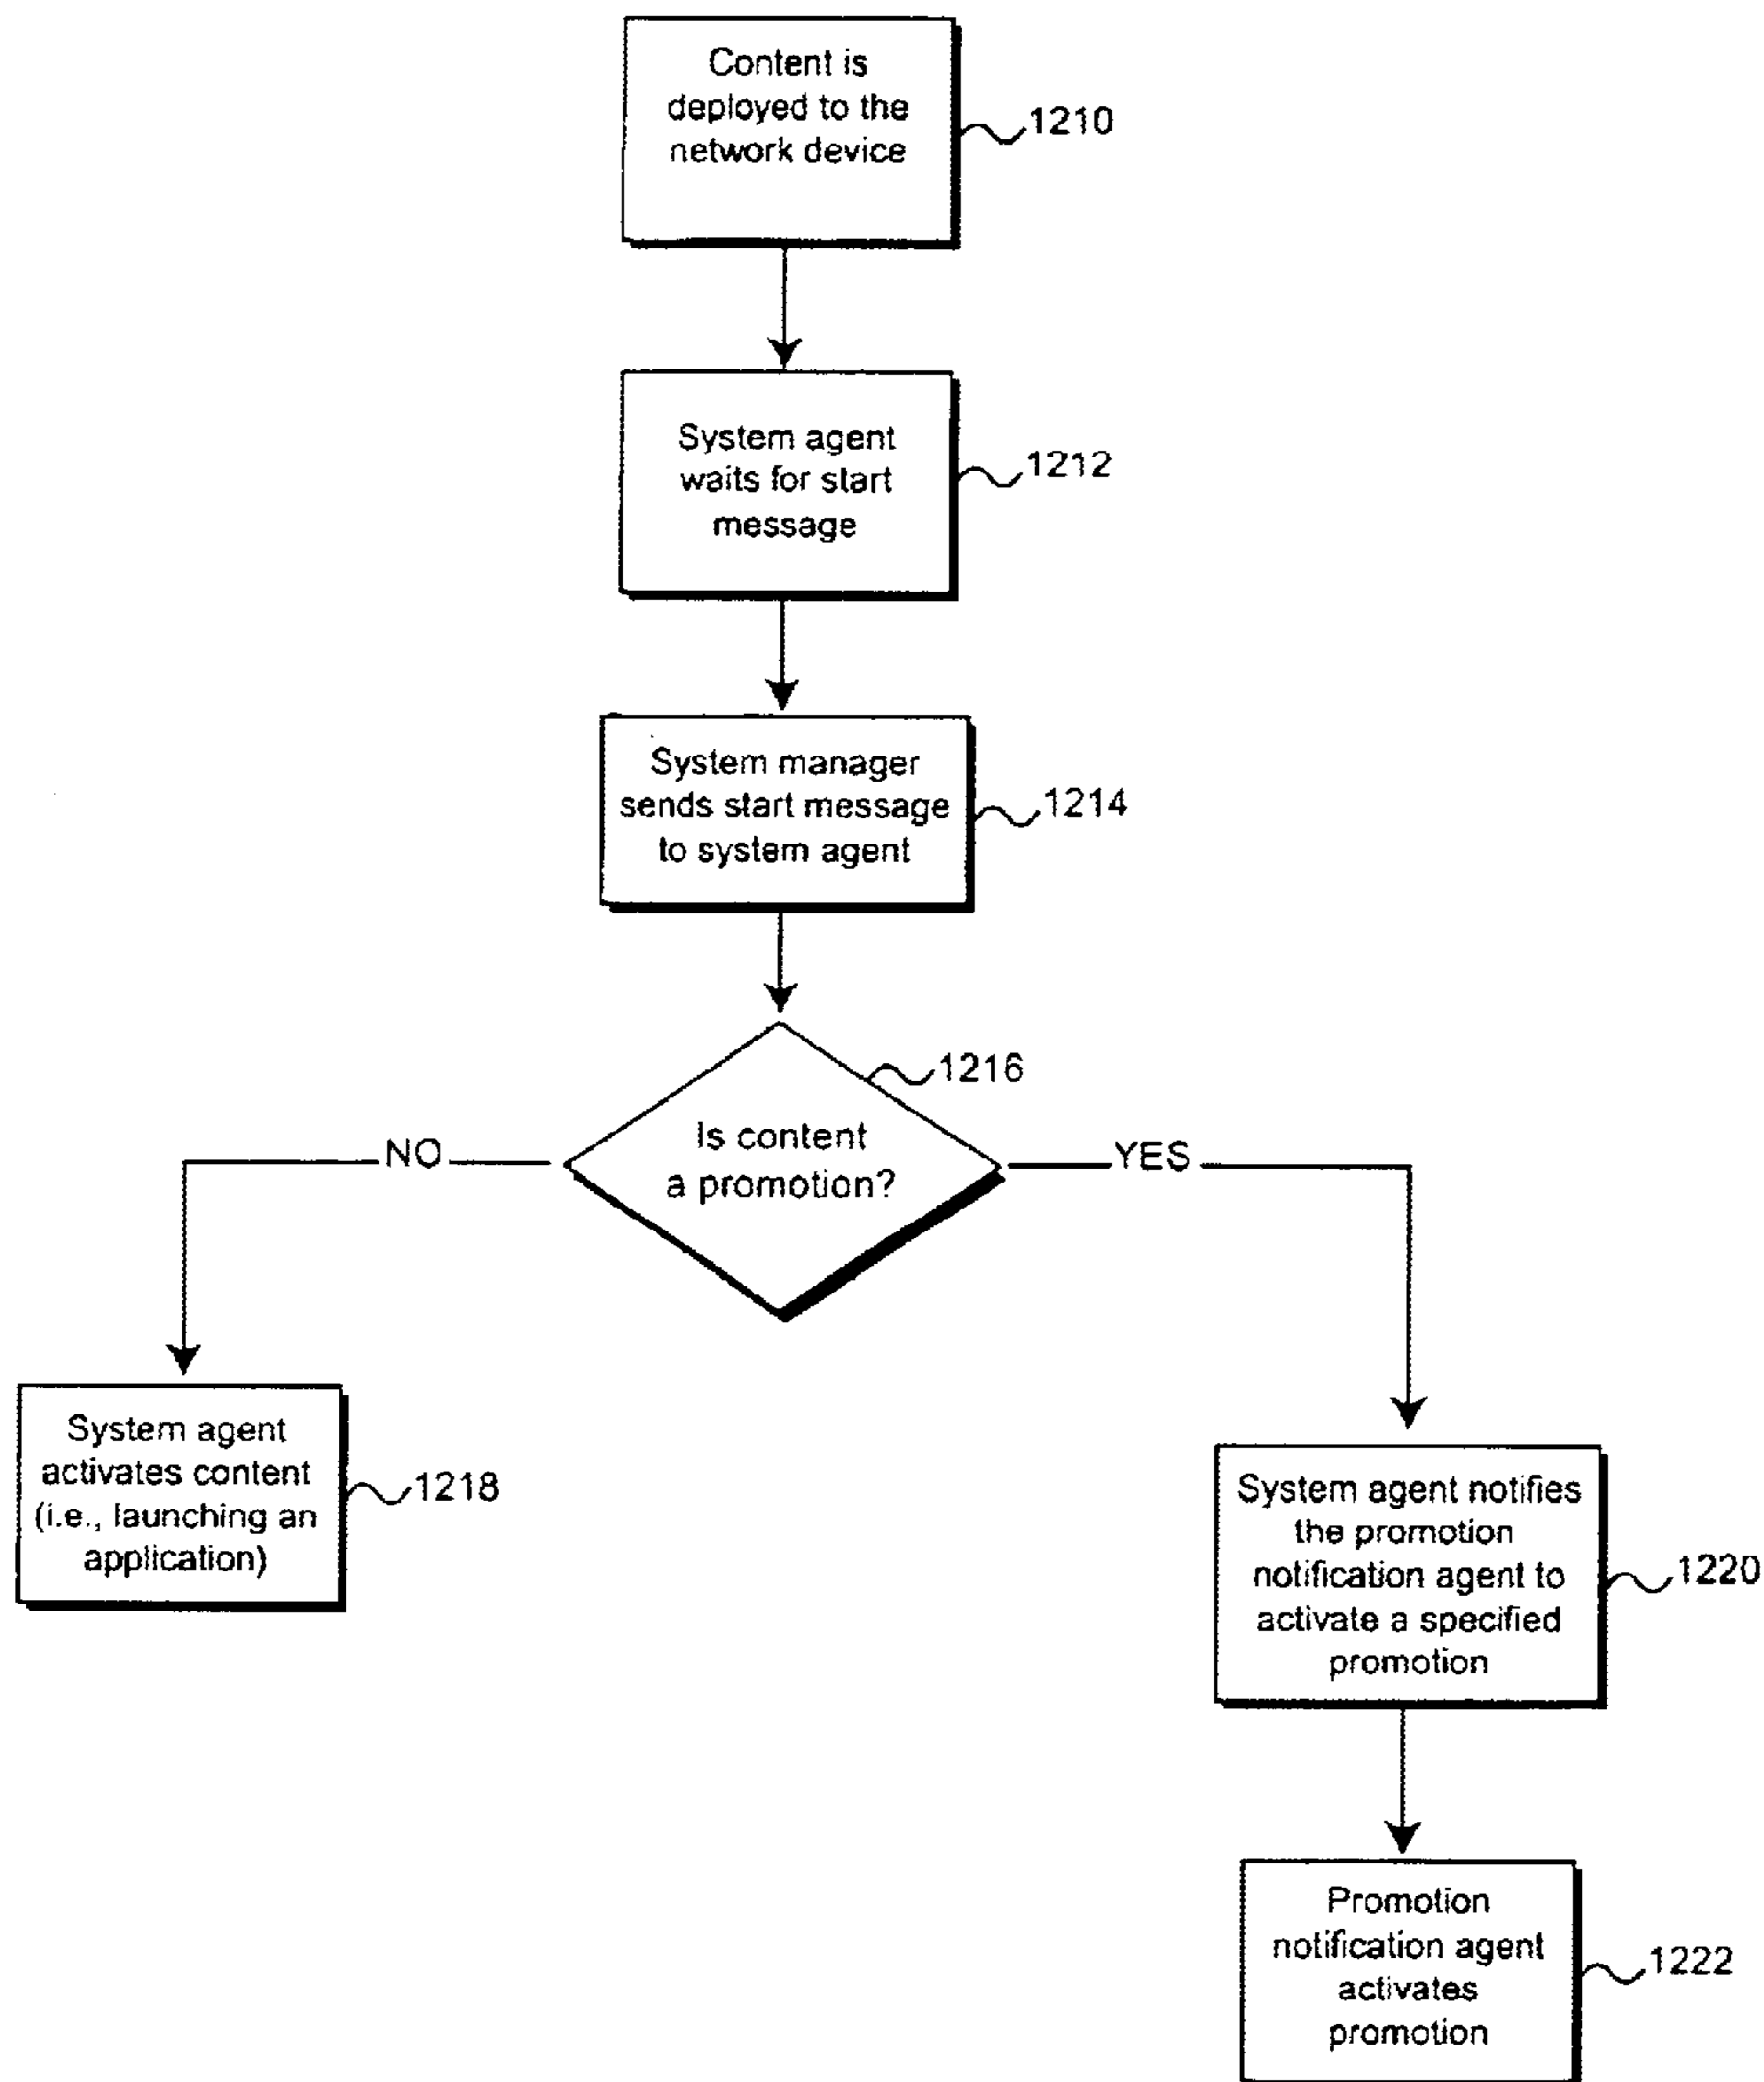 Content is
deployed to the
network device
1210
System agent
waits for start
message
1212
System manager
sends start message
to system agent
1214
1216
Is content
a promotion?
NO
YES
System agent
activates content
(i.e., launching an
application)
1218
System agent notifies
the promotion
notification agent to
activate a specified
promotion
1220
Promotion
notification agent
activates
promotion
1222